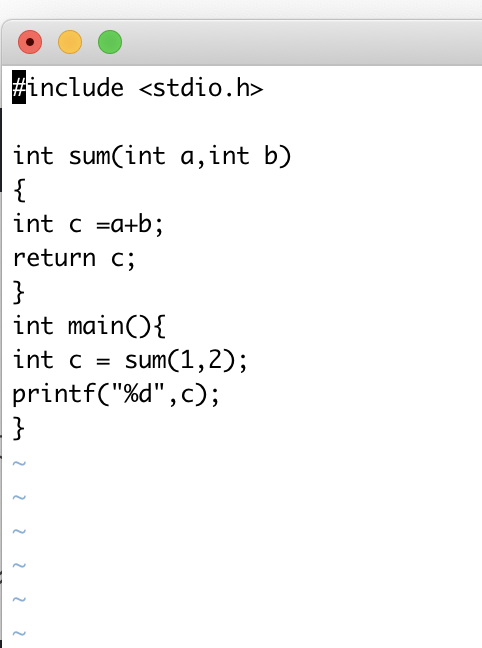 #include <stdio.h>

int sum(int a,int b)
{
int c =a+b;
return c;
}
int main(){
int c = sum(1,2);
printf("%d",c);
}
~
~
~
~
~
~